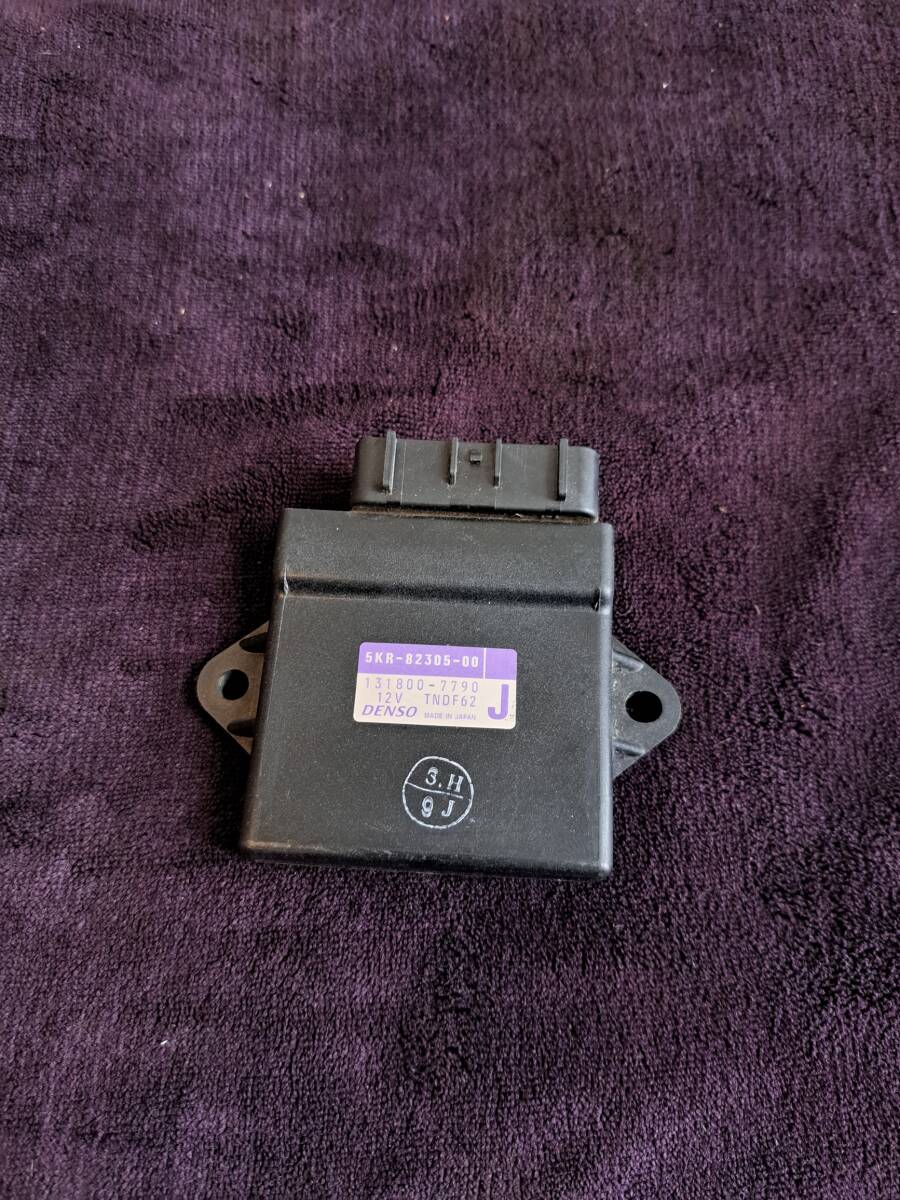 5KR-82305-00
131800-7790
12V TNDF62
DENSO MADE IN JAPAN J
3.H
9J